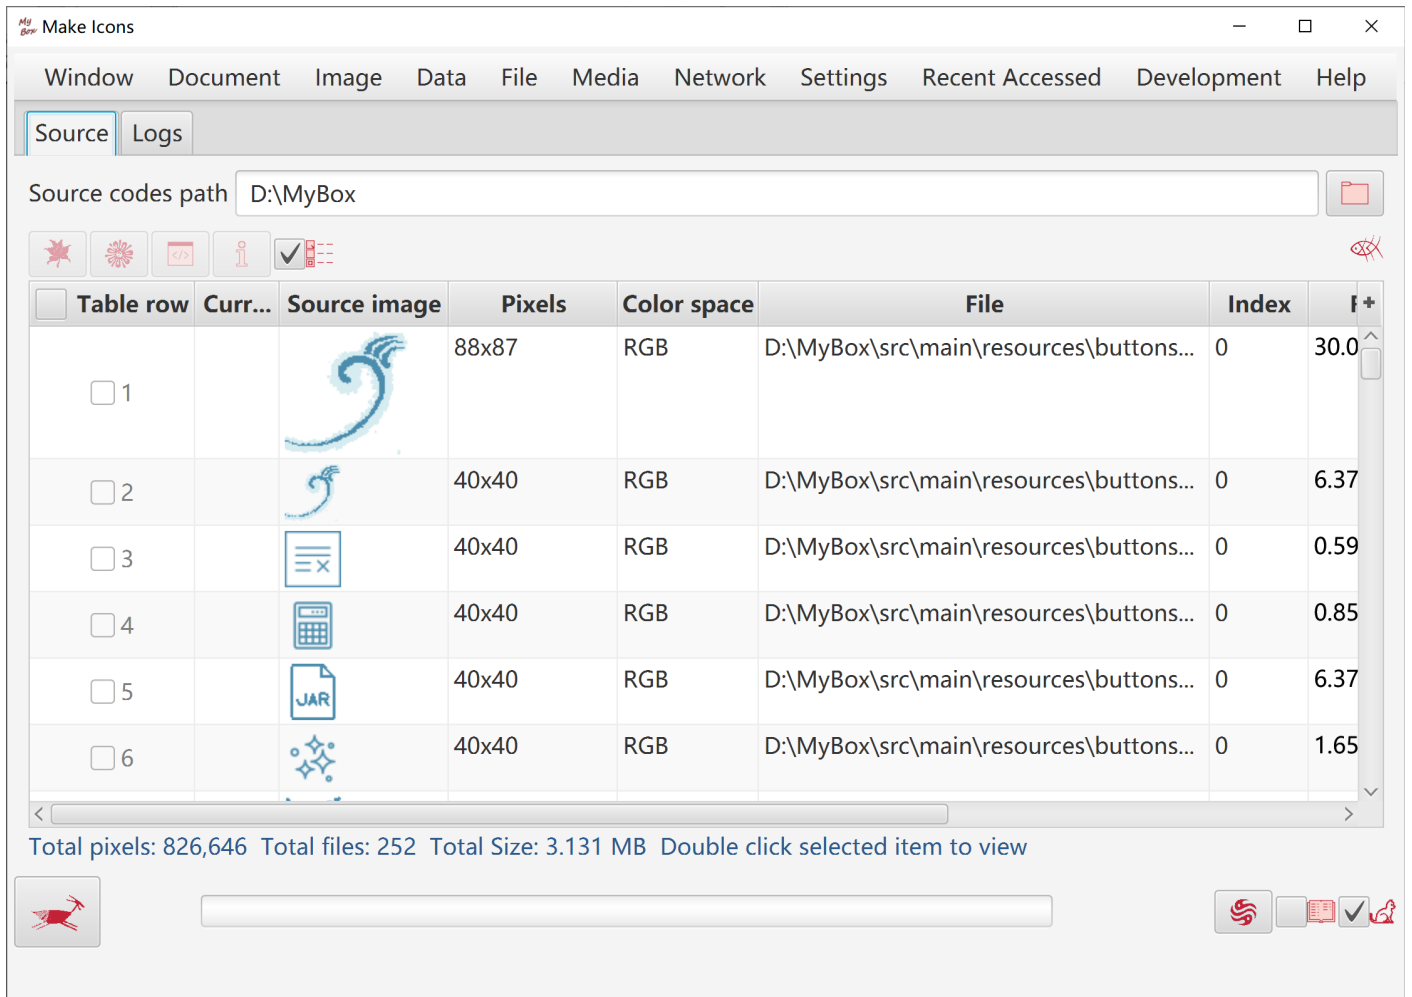 My Box Make Icons
Window Document Image Data File Media Network Settings Recent Accessed Development Help
Source Logs
Source codes path D:\MyBox
Table row Curr... Source image Pixels Color space File Index
1 88x87 RGB D:\MyBox\src\main\resources\buttons... 0 30.0
2 40x40 RGB D:\MyBox\src\main\resources\buttons... 0 6.37
3 40x40 RGB D:\MyBox\src\main\resources\buttons... 0 0.59
4 40x40 RGB D:\MyBox\src\main\resources\buttons... 0 0.85
5 JAR 40x40 RGB D:\MyBox\src\main\resources\buttons... 0 6.37
6 40x40 RGB D:\MyBox\src\main\resources\buttons... 0 1.65
Total pixels: 826,646 Total files: 252 Total Size: 3.131 MB Double click selected item to view